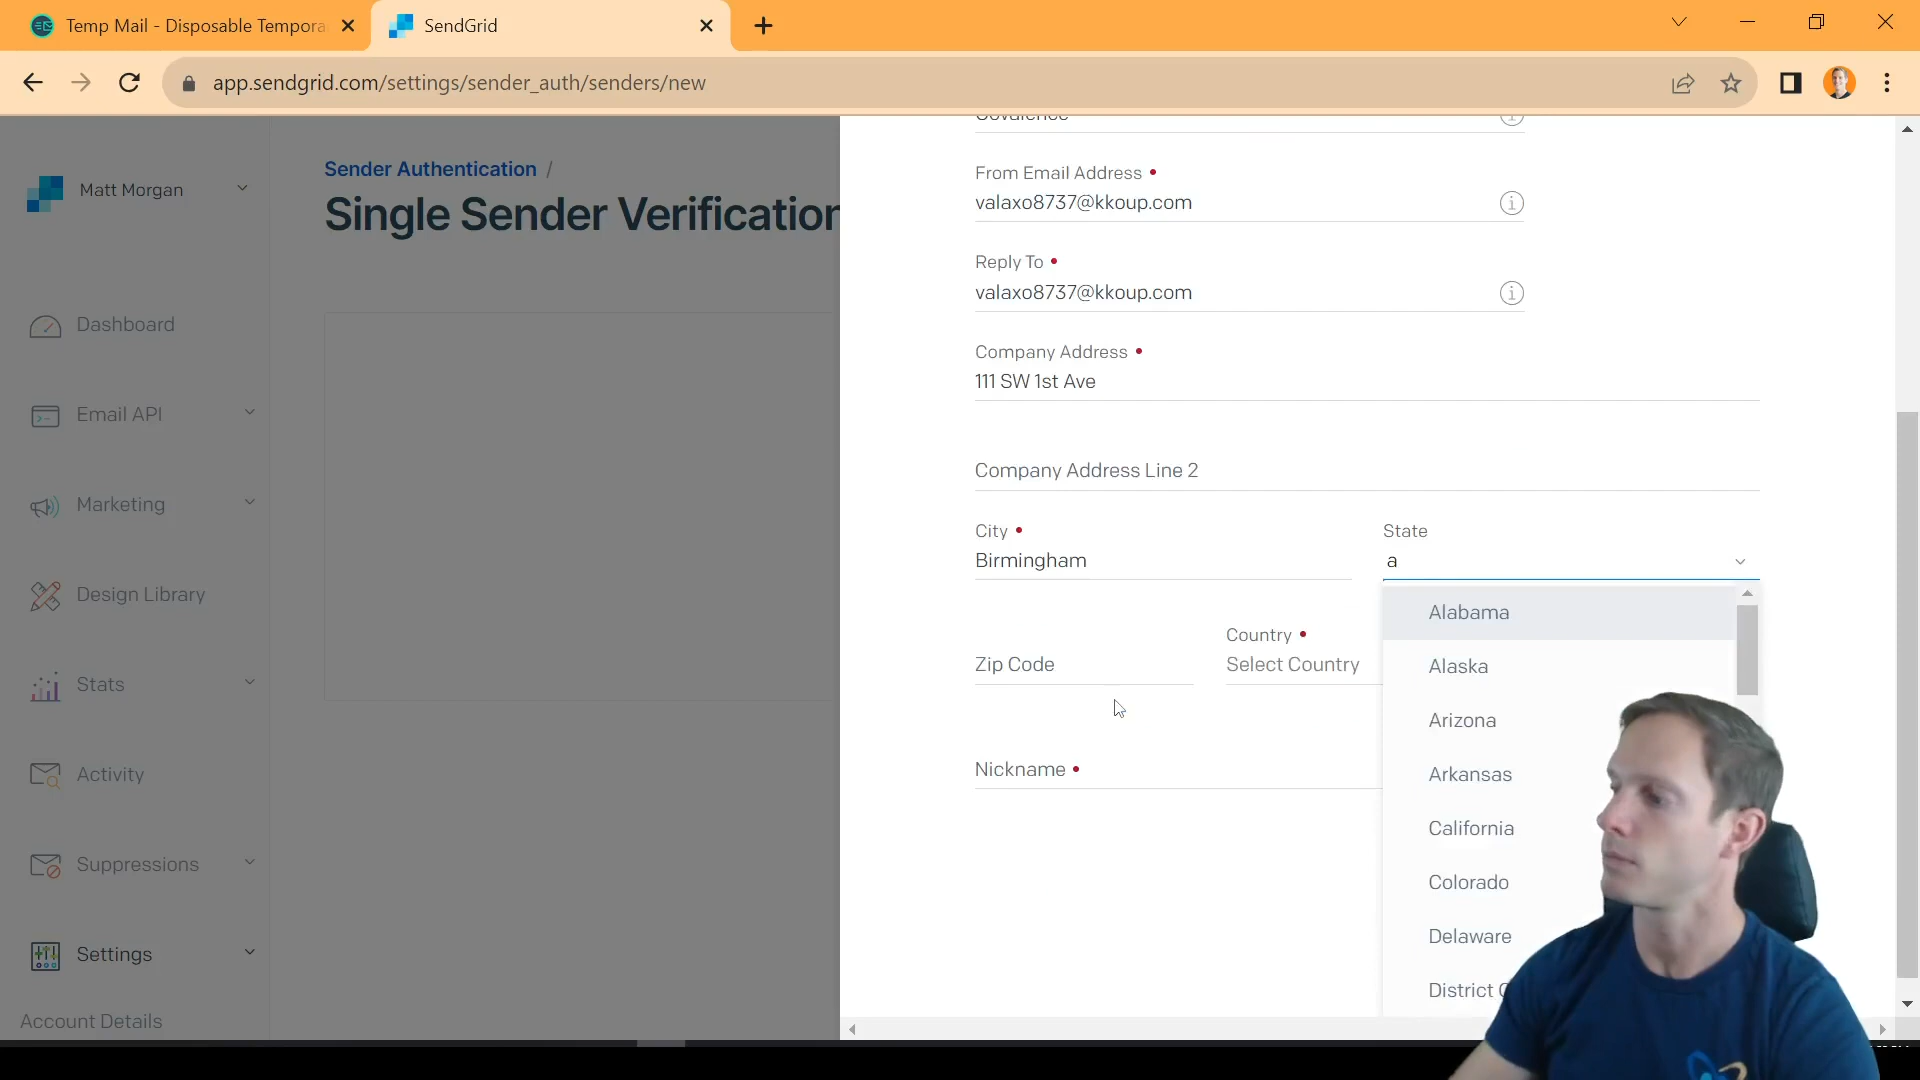 Temp Mail - Disposable Tempora
SendGrid
app.sendgrid.com/settings/sender_auth/senders/new
Matt Morgan
Dashboard
Email API
Marketing
Design Library
Stats
Activity
Suppressions
Settings
Account Details
Sender Authentication /
Single Sender Verification
Covalence
From Email Address
valaxo8737@kkoup.com
Reply To
valaxo8737@kkoup.com
Company Address
111 SW 1st Ave
Company Address Line 2
City
Birmingham
State
a
Zip Code
Country
Select Country
Nickname
Alabama
Alaska
Arizona
Arkansas
California
Colorado
Delaware
District